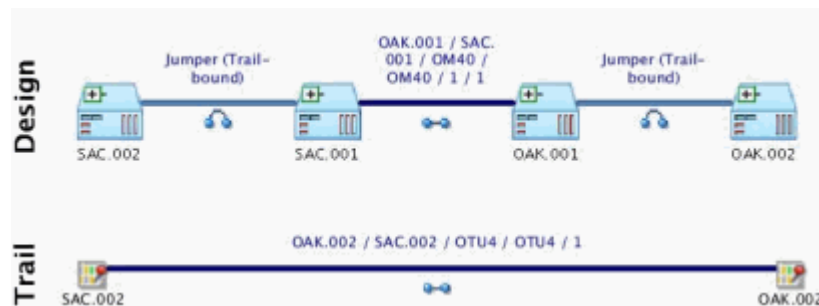 Design
Jumper (Trail-
bound)
OAK.001 / SAC.
001 / OM40 /
OM40 / 1 / 1
Jumper (Trail-
bound)
SAC.002
SAC.001
OAK.001
OAK.002
Trail
OAK.002 / SAC.002 / OTU4 / OTU4 / 1
SAC.002
OAK.002